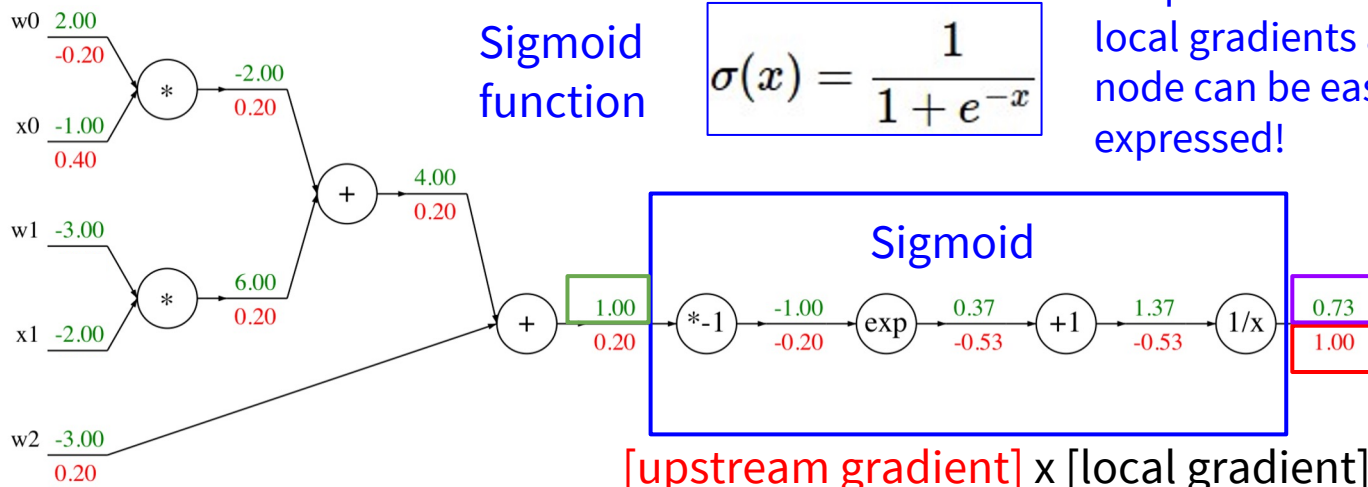 w0 2.00
-0.20
*
-2.00
0.20
x0 -1.00
0.40
Sigmoid
function
σ(x) = 1 / (1 + e^{-x})
local gradients
node can be
expressed!
+
4.00
0.20
w1 -3.00
*
6.00
0.20
x1 -2.00
Sigmoid
+
1.00
0.20
*-1
-1.00
-0.20
exp
0.37
-0.53
+1
1.37
-0.53
1/x
0.73
1.00
w2 -3.00
0.20
[upstream gradient] x [local gradient]